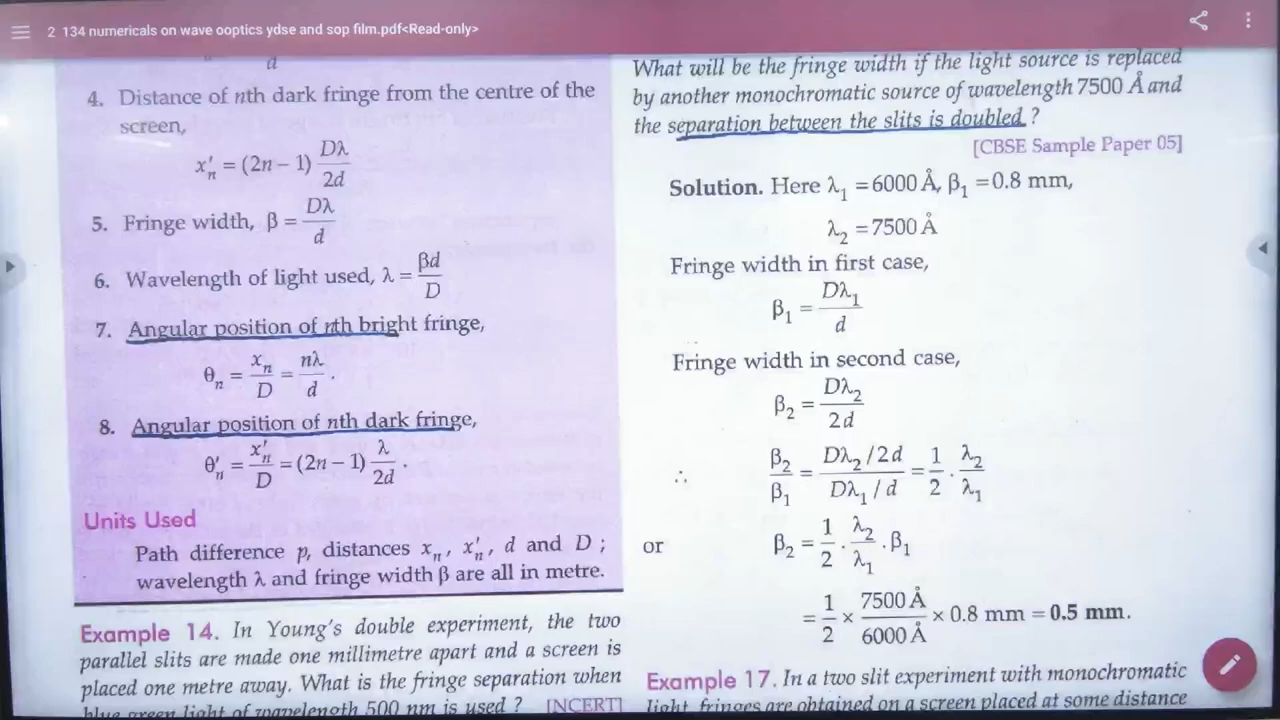 2 134 numericals on wave ooptics ydse and sop film.pdf<Read-only>
d
4. Distance of nth dark fringe from the centre of the
screen,
x′ₙ = (2n − 1) Dλ/2d
5. Fringe width, β = Dλ/d
6. Wavelength of light used, λ = βd/D
7. Angular position of nth bright fringe,
θₙ = xₙ/D = nλ/d .
8. Angular position of nth dark fringe,
θ′ₙ = x′ₙ/D = (2n − 1) λ/2d .
Units Used
Path difference p, distances xₙ, x′ₙ, d and D ;
wavelength λ and fringe width β are all in metre.
Example 14. In Young's double experiment, the two
parallel slits are made one millimetre apart and a screen is
placed one metre away. What is the fringe separation when
blue green light of wavelength 500 nm is used ? [NCERT]
What will be the fringe width if the light source is replaced
by another monochromatic source of wavelength 7500 Å and
the separation between the slits is doubled ?
[CBSE Sample Paper 05]
Solution. Here λ₁ = 6000 Å, β₁ = 0.8 mm,
λ₂ = 7500 Å
Fringe width in first case,
β₁ = Dλ₁/d
Fringe width in second case,
β₂ = Dλ₂/2d
∴ β₂/β₁ = (Dλ₂/2d)/(Dλ₁/d) = 1/2 . λ₂/λ₁
or β₂ = 1/2 . λ₂/λ₁ . β₁
= 1/2 × 7500 Å/6000 Å × 0.8 mm = 0.5 mm.
Example 17. In a two slit experiment with monochromatic
light, fringes are obtained on a screen placed at some distance